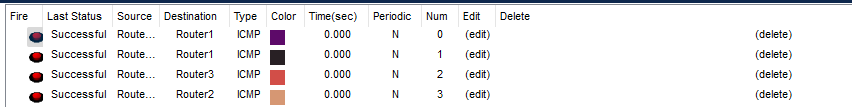 Fire Last Status Source Destination Type Color Time(sec) Periodic Num Edit Delete
Successful Route... Router1 ICMP 0.000 N 0 (edit) (delete)
Successful Route... Router1 ICMP 0.000 N 1 (edit) (delete)
Successful Route... Router3 ICMP 0.000 N 2 (edit) (delete)
Successful Route... Router2 ICMP 0.000 N 3 (edit) (delete)